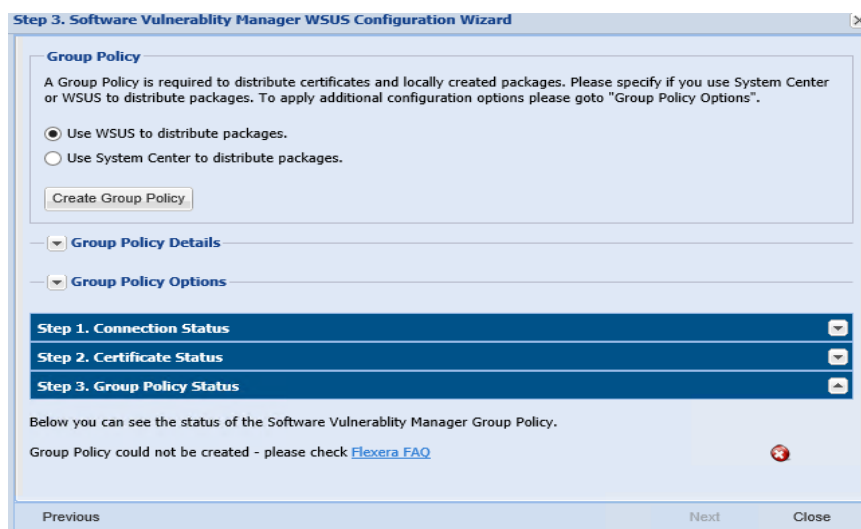 Step 3. Software Vulnerablity Manager WSUS Configuration Wizard
Group Policy
A Group Policy is required to distribute certificates and locally created packages. Please specify if you use System Center
or WSUS to distribute packages. To apply additional configuration options please goto "Group Policy Options".
Use WSUS to distribute packages.
Use System Center to distribute packages.
Create Group Policy
Group Policy Details
Group Policy Options
Step 1. Connection Status
Step 2. Certificate Status
Step 3. Group Policy Status
Below you can see the status of the Software Vulnerablity Manager Group Policy.
Group Policy could not be created - please check Flexera FAQ
Previous Next Close